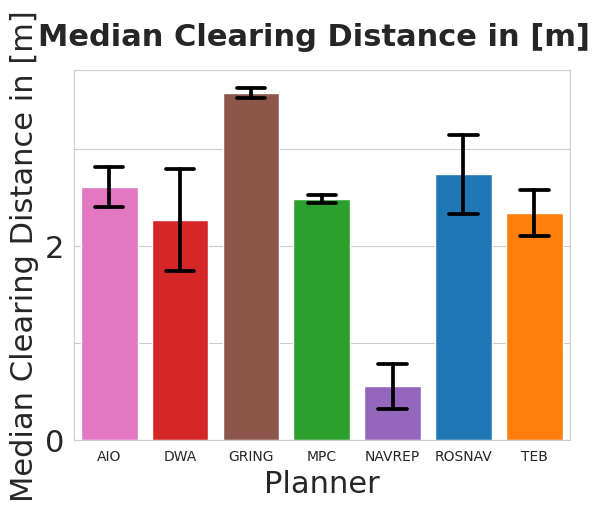 Median Clearing Distance in [m]
Median Clearing Distance in [m]
2
0
AIO DWA GRING MPC NAVREP ROSNAV TEB
Planner